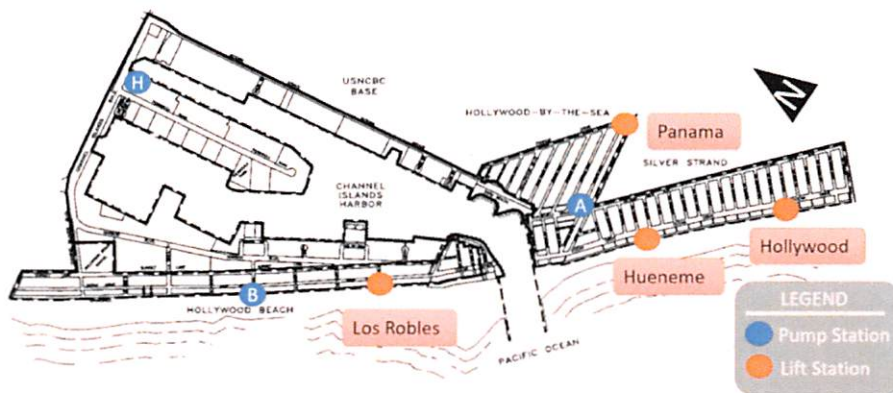 H
USNCBC
BASE
N
HOLLYWOOD-BY-THE-SEA
Panama
SILVER STRAND
CHANNEL
ISLANDS
HARBOR
A
Hollywood
Hueneme
B
HOLLYWOOD BEACH
Los Robles
PACIFIC OCEAN
LEGEND
Pump Station
Lift Station